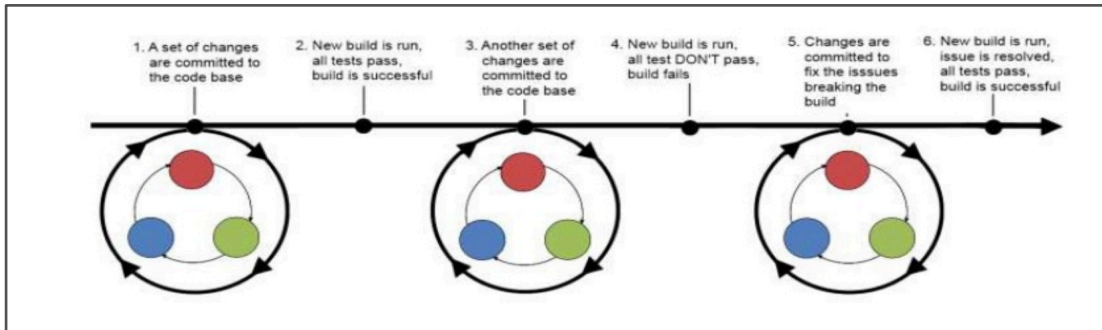 1. A set of changes
are committed to
the code base
2. New build is run,
all tests pass,
build is successful
3. Another set of
changes are
committed to
the code base
4. New build is run,
all test DON'T pass,
build fails
5. Changes are
committed to
fix the isssues
breaking the
build
6. New build is run,
issue is resolved,
all tests pass,
build is successful